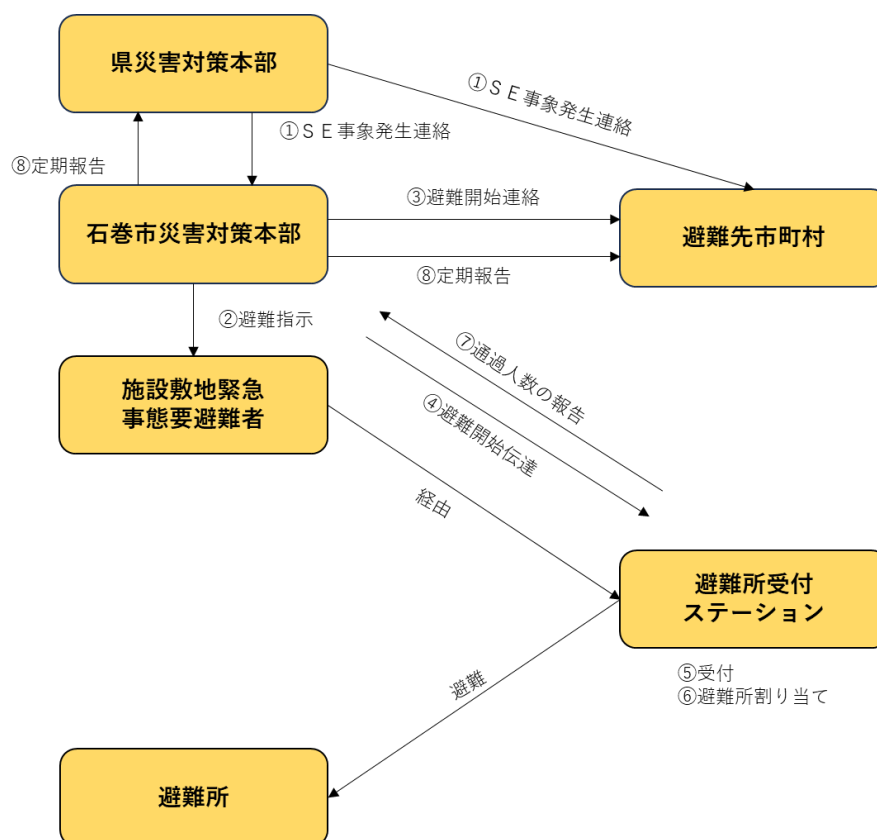 県災害対策本部
①ＳＥ事象発生連絡
①ＳＥ事象発生連絡
⑧定期報告
石巻市災害対策本部
③避難開始連絡
避難先市町村
⑧定期報告
②避難指示
⑦通過人数の報告
施設敷地緊急
事態要避難者
④避難開始伝達
経由
避難所受付
ステーション
⑤受付
⑥避難所割り当て
避難
避難所